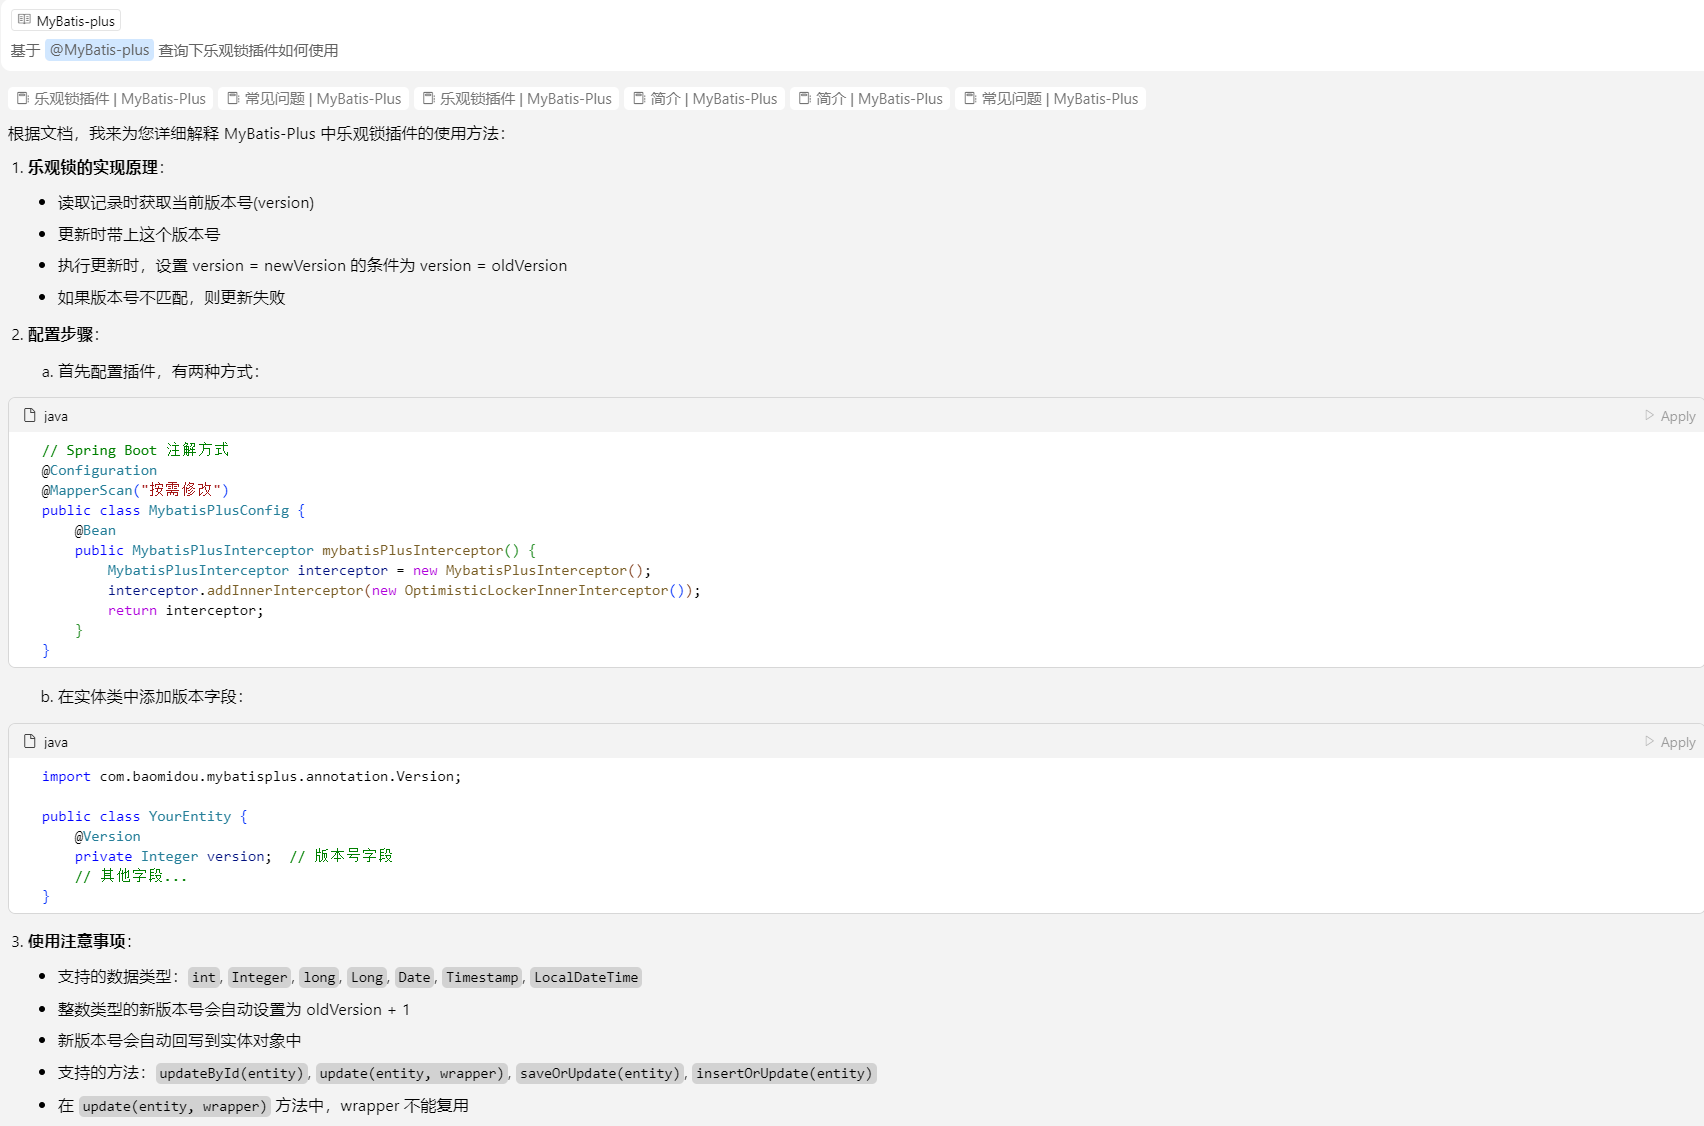 MyBatis-plus
基于 @MyBatis-plus 查询下乐观锁插件如何使用
乐观锁插件 | MyBatis-Plus 常见问题 | MyBatis-Plus 乐观锁插件 | MyBatis-Plus 简介 | MyBatis-Plus 简介 | MyBatis-Plus 常见问题 | MyBatis-Plus
根据文档，我来为您详细解释 MyBatis-Plus 中乐观锁插件的使用方法：
1. 乐观锁的实现原理：
• 读取记录时获取当前版本号(version)
• 更新时带上这个版本号
• 执行更新时，设置 version = newVersion 的条件为 version = oldVersion
• 如果版本号不匹配，则更新失败
2. 配置步骤：
a. 首先配置插件，有两种方式：
java Apply
// Spring Boot 注解方式
@Configuration
@MapperScan("按需修改")
public class MybatisPlusConfig {
@Bean
public MybatisPlusInterceptor mybatisPlusInterceptor() {
MybatisPlusInterceptor interceptor = new MybatisPlusInterceptor();
interceptor.addInnerInterceptor(new OptimisticLockerInnerInterceptor());
return interceptor;
}
}
b. 在实体类中添加版本字段：
java Apply
import com.baomidou.mybatisplus.annotation.Version;
public class YourEntity {
@Version
private Integer version; // 版本号字段
// 其他字段...
}
3. 使用注意事项：
• 支持的数据类型： int, Integer, long, Long, Date, Timestamp, LocalDateTime
• 整数类型的新版本号会自动设置为 oldVersion + 1
• 新版本号会自动回写到实体对象中
• 支持的方法： updateById(entity), update(entity, wrapper), saveOrUpdate(entity), insertOrUpdate(entity)
• 在 update(entity, wrapper) 方法中，wrapper 不能复用